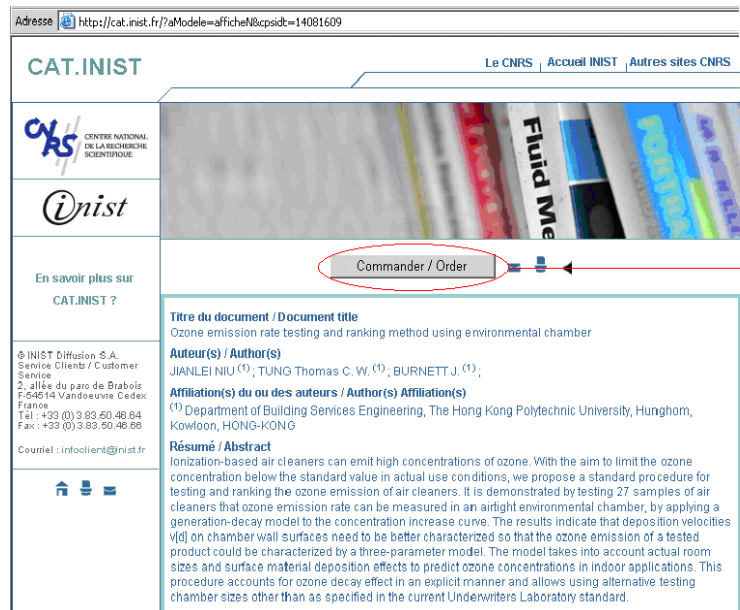 Adresse http://cat.inist.fr/?aModele=afficheN&cpsidt=14081609
CAT.INIST
Le CNRS | Accueil INIST | Autres sites CNRS
CNRS
CENTRE NATIONAL
DE LA RECHERCHE
SCIENTIFIQUE
inist
Fluid Me
Commander / Order
En savoir plus sur
CAT.INIST ?
© INIST Diffusion S.A.
Service Clients / Customer
Service
2, allée du parc de Brabois
F-54514 Vandoeuvre Cedex
France
Tél : +33 (0) 3.83.50.46.64
Fax : +33 (0) 3.83.50.46.66
Courriel : infoclient@inist.fr
Titre du document / Document title
Ozone emission rate testing and ranking method using environmental chamber
Auteur(s) / Author(s)
JIANLEI NIU (1) ; TUNG Thomas C. W. (1) ; BURNETT J. (1) ;
Affiliation(s) du ou des auteurs / Author(s) Affiliation(s)
(1) Department of Building Services Engineering, The Hong Kong Polytechnic University, Hunghom,
Kowloon, HONG-KONG
Résumé / Abstract
Ionization-based air cleaners can emit high concentrations of ozone. With the aim to limit the ozone
concentration below the standard value in actual use conditions, we propose a standard procedure for
testing and ranking the ozone emission of air cleaners. It is demonstrated by testing 27 samples of air
cleaners that ozone emission rate can be measured in an airtight environmental chamber, by applying a
generation-decay model to the concentration increase curve. The results indicate that deposition velocities
v[d] on chamber wall surfaces need to be better characterized so that the ozone emission of a tested
product could be characterized by a three-parameter model. The model takes into account actual room
sizes and surface material deposition effects to predict ozone concentrations in indoor applications. This
procedure accounts for ozone decay effect in an explicit manner and allows using alternative testing
chamber sizes other than as specified in the current Underwriters Laboratory standard.